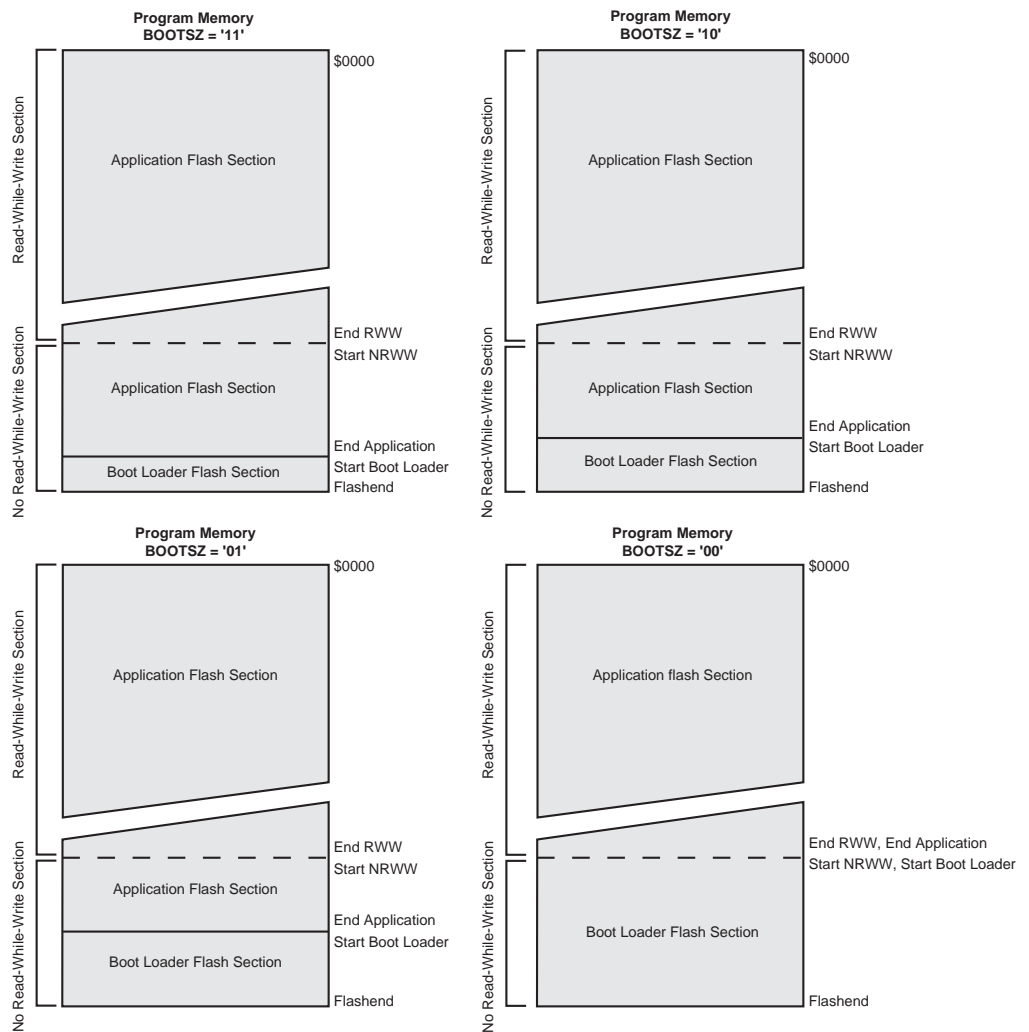 Program Memory
BOOTSZ = '11'
$0000
Read-While-Write Section
Application Flash Section
End RWW
Start NRWW
No Read-While-Write Section
Application Flash Section
End Application
Start Boot Loader
Boot Loader Flash Section
Flashend
Program Memory
BOOTSZ = '10'
$0000
Read-While-Write Section
Application Flash Section
End RWW
Start NRWW
No Read-While-Write Section
Application Flash Section
End Application
Start Boot Loader
Boot Loader Flash Section
Flashend
Program Memory
BOOTSZ = '01'
$0000
Read-While-Write Section
Application Flash Section
End RWW
Start NRWW
No Read-While-Write Section
Application Flash Section
End Application
Start Boot Loader
Boot Loader Flash Section
Flashend
Program Memory
BOOTSZ = '00'
$0000
Read-While-Write Section
Application flash Section
End RWW, End Application
Start NRWW, Start Boot Loader
No Read-While-Write Section
Boot Loader Flash Section
Flashend